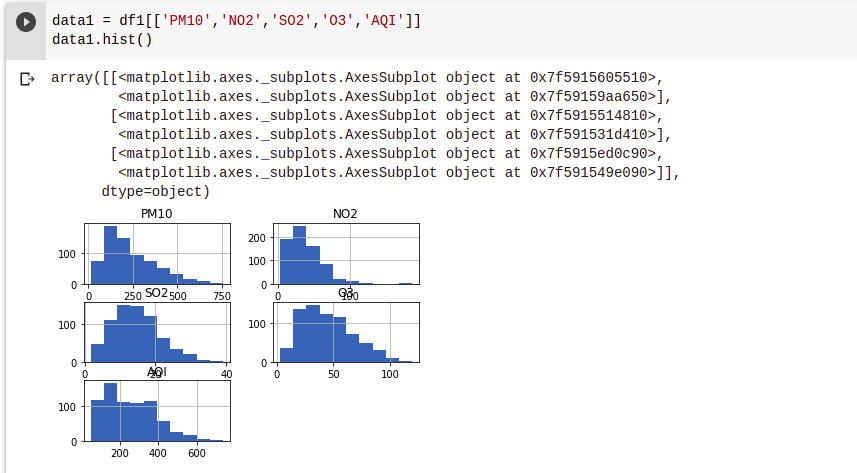 data1 = df1[['PM10','NO2','SO2','O3','AQI']]
data1.hist()
array([[<matplotlib.axes._subplots.AxesSubplot object at 0x7f5915605510>,
<matplotlib.axes._subplots.AxesSubplot object at 0x7f59159aa650>],
[<matplotlib.axes._subplots.AxesSubplot object at 0x7f5915514810>,
<matplotlib.axes._subplots.AxesSubplot object at 0x7f591531d410>],
[<matplotlib.axes._subplots.AxesSubplot object at 0x7f5915ed0c90>,
<matplotlib.axes._subplots.AxesSubplot object at 0x7f591549e090>]],
dtype=object)
PM10
100
0
0 250 500 750
NO2
200
100
0
0 100
SO2
100
0
0 20 40
O3
100
0
0 50 100
AQI
100
0
200 400 600